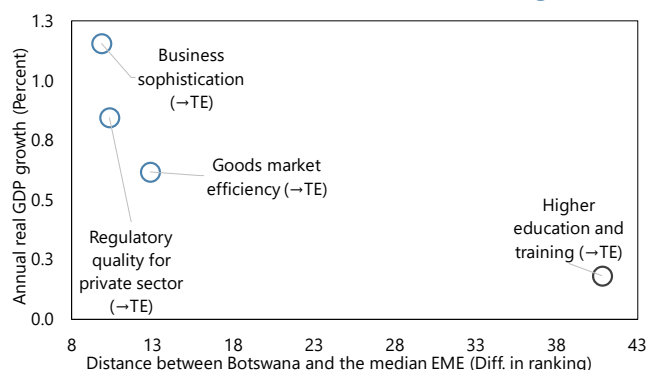 1.3
1.0
0.8
0.5
0.3
0.0
Annual real GDP growth (Percent)
Business
sophistication
(→TE)
Goods market
efficiency (→TE)
Regulatory
quality for
private sector
(→TE)
Higher
education and
training (→TE)
8 13 18 23 28 33 38 43
Distance between Botswana and the median EME (Diff. in ranking)